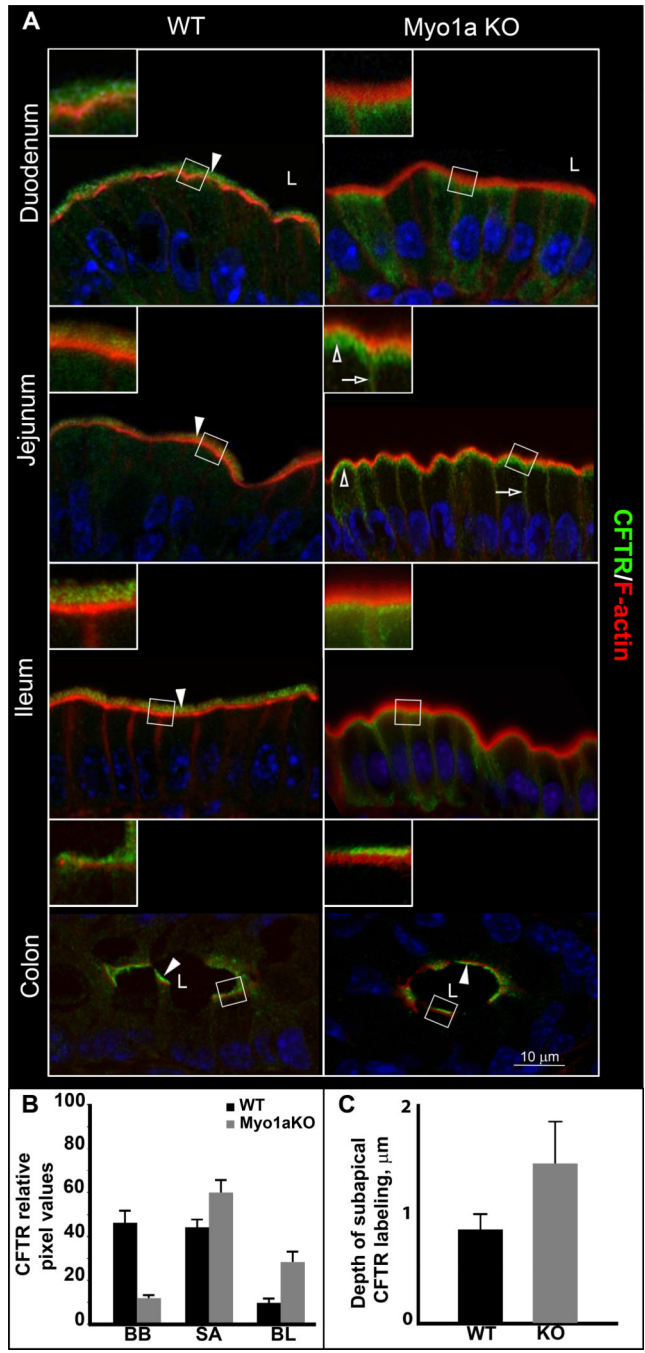 A
WT
Myo1a KO
Duodenum
L
L
Jejunum
CFTR/F-actin
Ileum
Colon
L
L
10 μm
B
100
80
60
40
20
0
CFTR relative
pixel values
WT
Myo1aKO
BB
SA
BL
C
2
1
0
Depth of subapical
CFTR labeling, μm
WT
KO